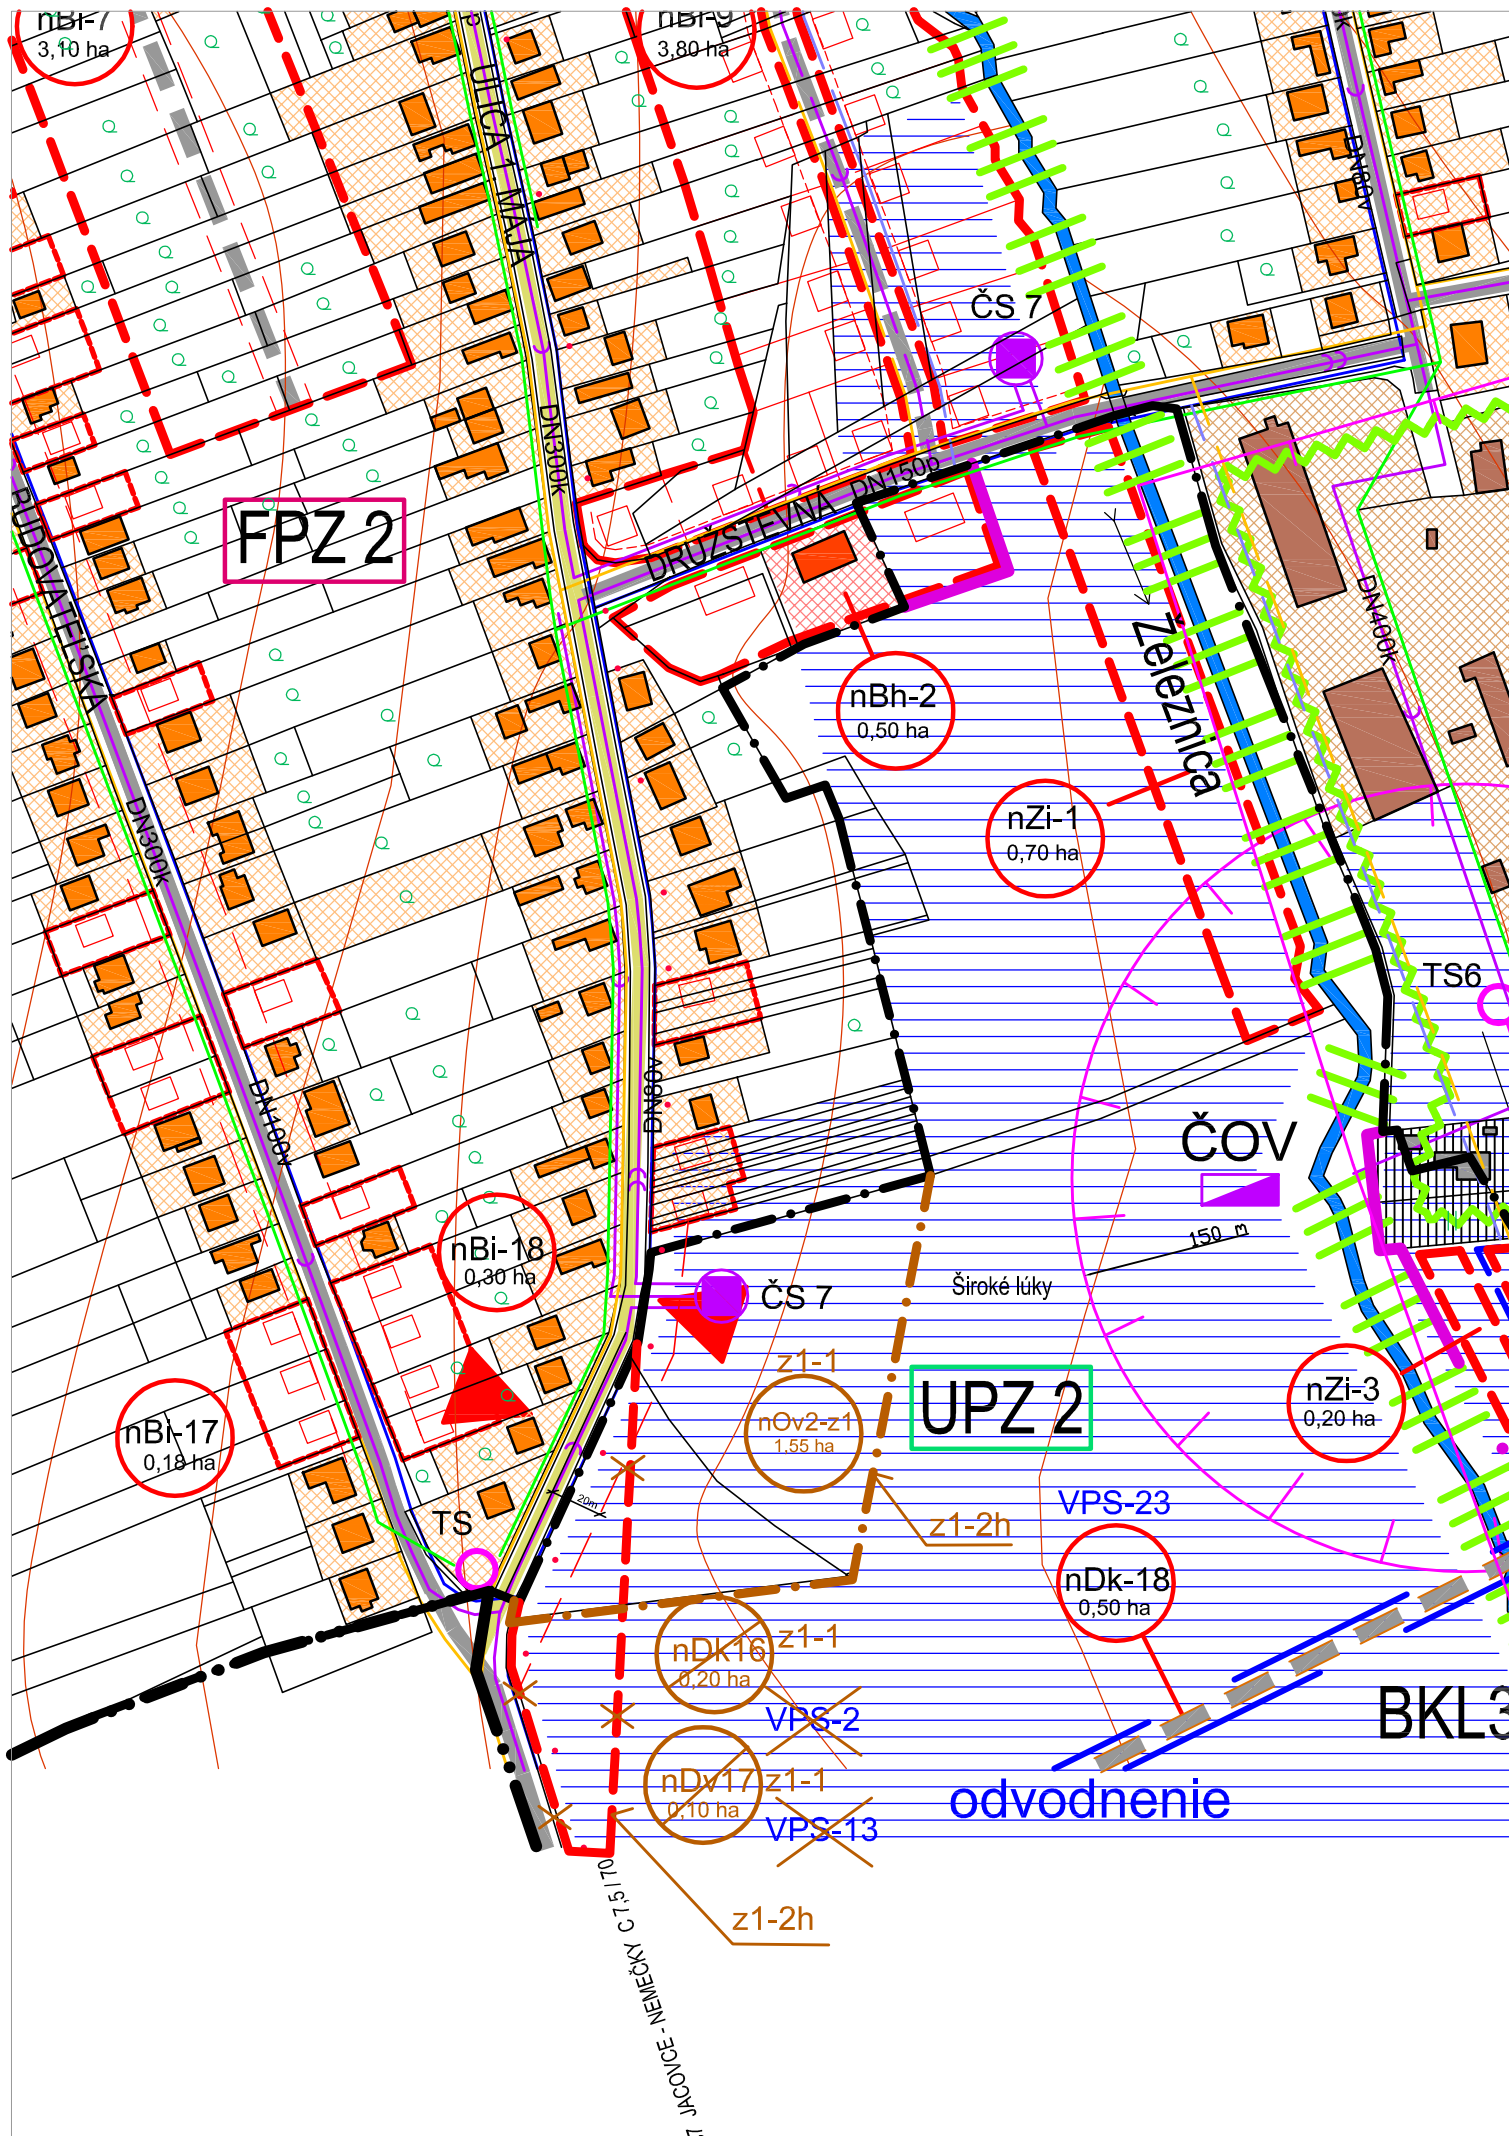 nBi-7
3,10 ha
nBi-9
3,80 ha
ULICA 1. MÁJA
DN80v
ČS 7
DN300k
DN150p
DRUŽSTEVNÁ
FPZ 2
BUDOVATEĽSKÁ
DN400k
Železnica
nBh-2
0,50 ha
nZi-1
0,70 ha
DN300k
TS6
DN100v
DN80v
ČOV
150 m
nBi-18
0,30 ha
Široké lúky
ČS 7
z1-1
UPZ 2
nZi-3
0,20 ha
nOv2-z1
1,55 ha
nBi-17
0,18 ha
20m
VPS-23
TS
z1-2h
nDk-18
0,50 ha
nDk16
0,20 ha
z1-1
VPS-2
BKL3
nDv17
0,10 ha
z1-1
odvodnenie
VPS-13
z1-2h
JACOVCE - NEMEČKY C 7,5 / 70